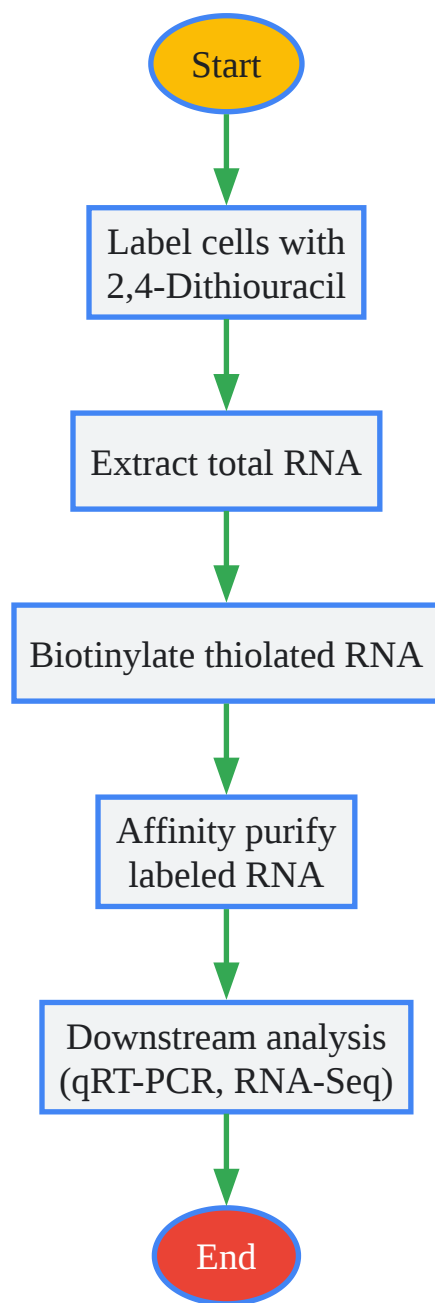 Start
Label cells with
2,4-Dithiouracil
Extract total RNA
Biotinylate thiolated RNA
Affinity purify
labeled RNA
Downstream analysis
(qRT-PCR, RNA-Seq)
End